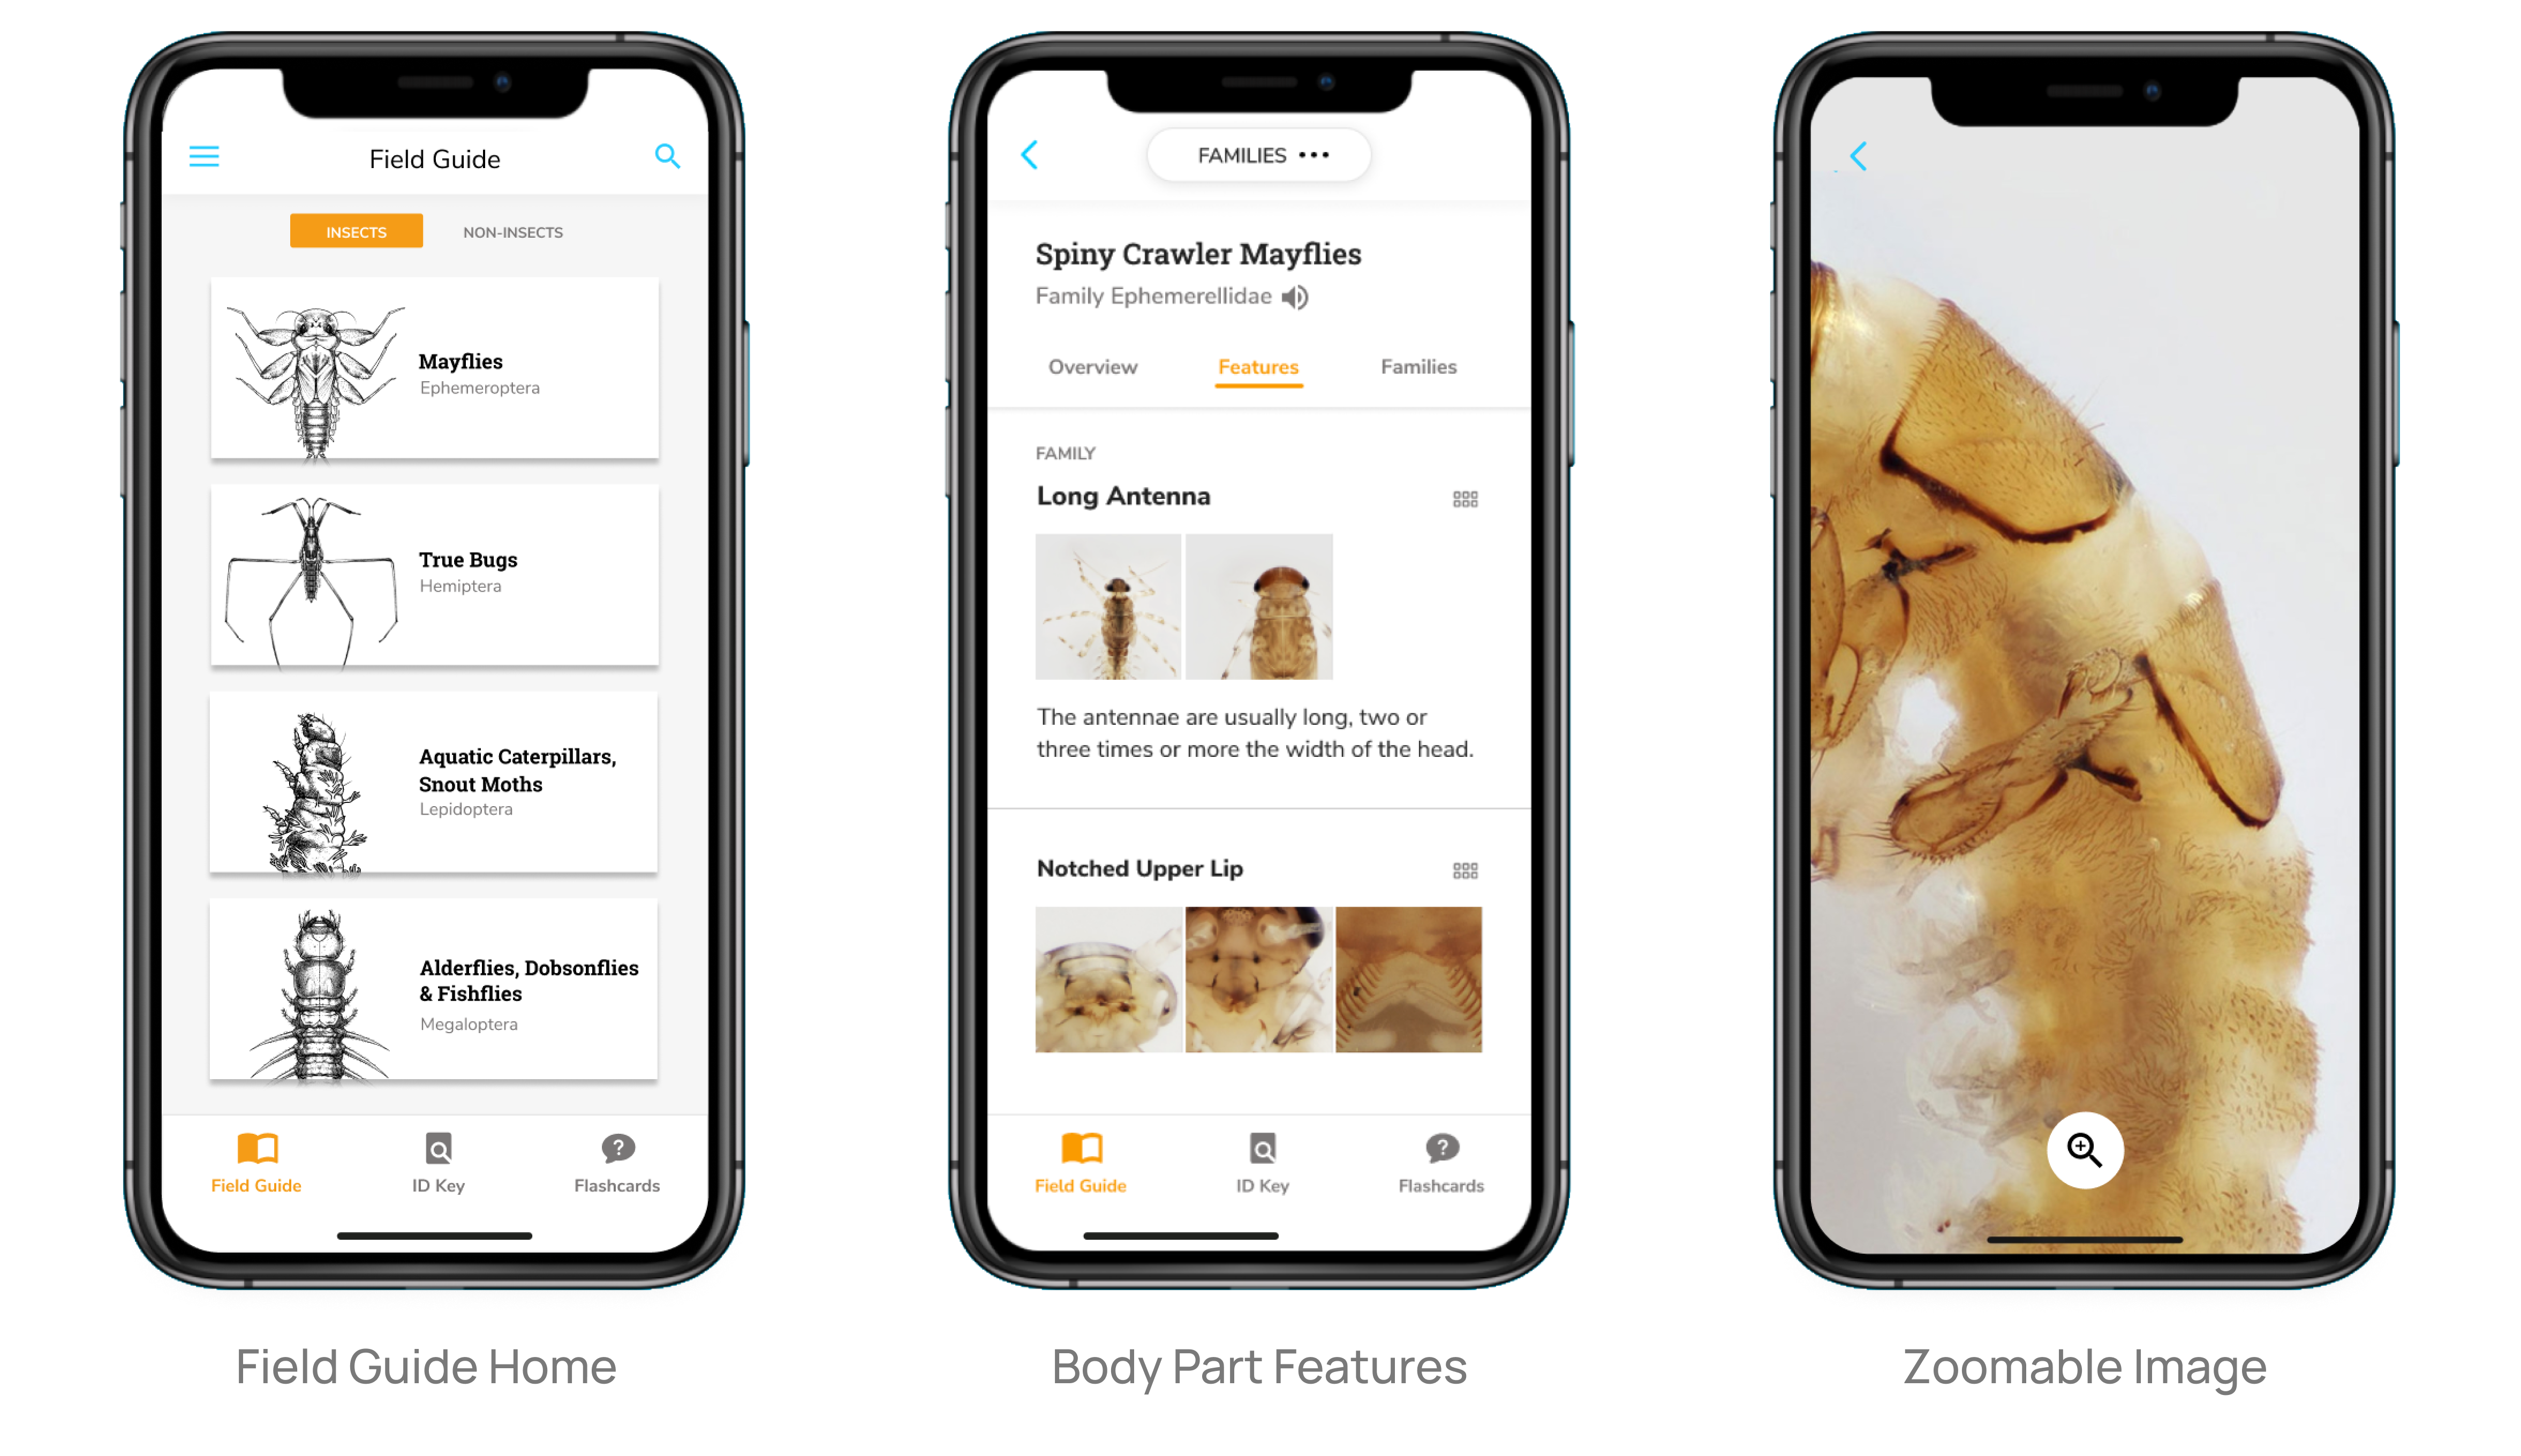 Field Guide
INSECTS
NON-INSECTS
Mayflies
Ephemeroptera
True Bugs
Hemiptera
Aquatic Caterpillars,
Snout Moths
Lepidoptera
Alderflies, Dobsonflies
& Fishflies
Megaloptera
Field Guide
ID Key
Flashcards
Field Guide Home
FAMILIES •••
Spiny Crawler Mayflies
Family Ephemerellidae
Overview
Features
Families
FAMILY
Long Antenna
The antennae are usually long, two or
three times or more the width of the head.
Notched Upper Lip
Field Guide
ID Key
Flashcards
Body Part Features
Zoomable Image